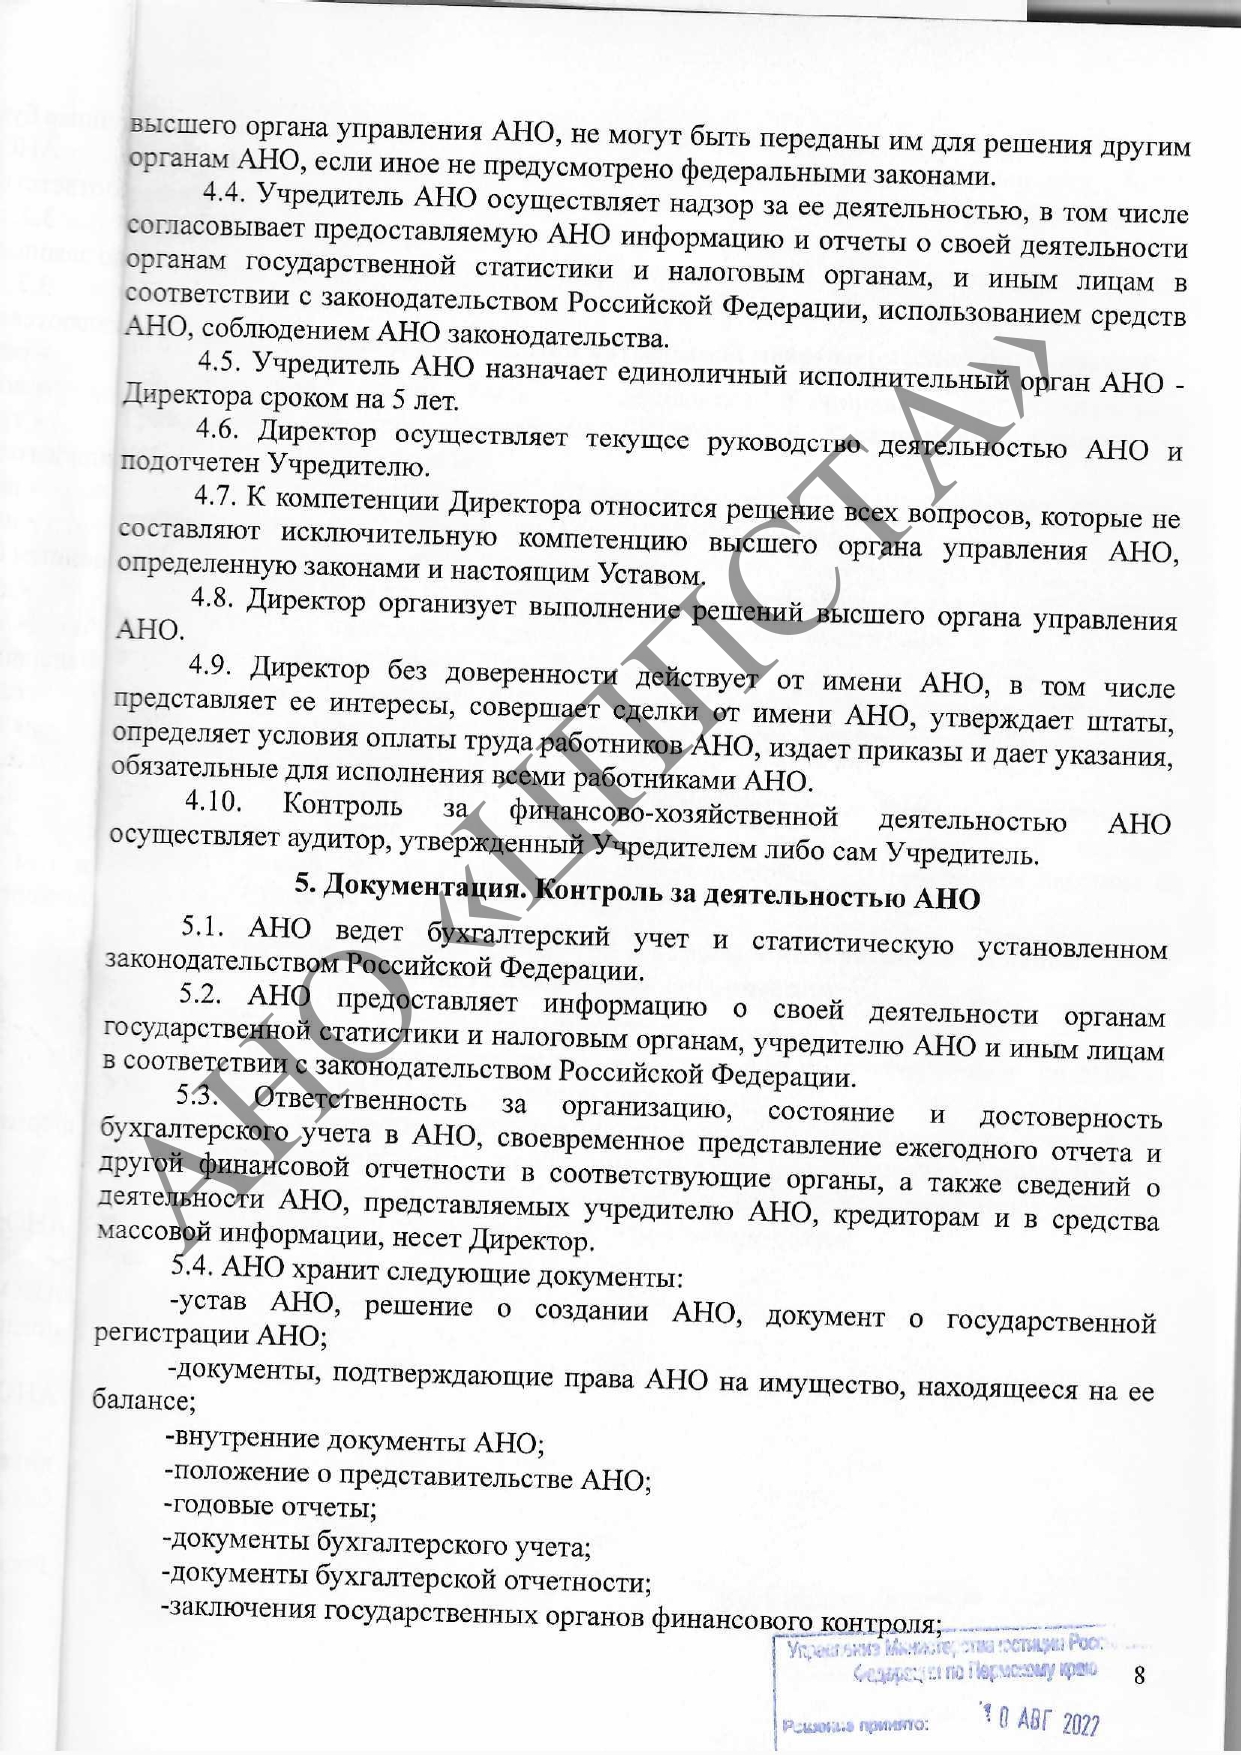 высшего органа управления АНО, не могут быть переданы им для решения другим
органам АНО, если иное не предусмотрено федеральными законами.
4.4. Учредитель АНО осуществляет надзор за ее деятельностью, в том числе
согласовывает предоставляемую АНО информацию и отчеты о своей деятельности
органам государственной статистики и налоговым органам, и иным лицам в
соответствии с законодательством Российской Федерации, использованием средств
АНО, соблюдением АНО законодательства.
4.5. Учредитель АНО назначает единоличный исполнительный орган АНО -
Директора сроком на 5 лет.
4.6. Директор осуществляет текущее руководство деятельностью АНО и
подотчетен Учредителю.
4.7. К компетенции Директора относится решение всех вопросов, которые не
составляют исключительную компетенцию высшего органа управления АНО,
определенную законами и настоящим Уставом.
4.8. Директор организует выполнение решений высшего органа управления
АНО.
4.9. Директор без доверенности действует от имени АНО, в том числе
представляет ее интересы, совершает сделки от имени АНО, утверждает штаты,
определяет условия оплаты труда работников АНО, издает приказы и дает указания,
обязательные для исполнения всеми работниками АНО.
4.10. Контроль за финансово-хозяйственной деятельностью АНО
осуществляет аудитор, утвержденный Учредителем либо сам Учредитель.
5. Документация. Контроль за деятельностью АНО
5.1. АНО ведет бухгалтерский учет и статистическую установленном
законодательством Российской Федерации.
5.2. АНО предоставляет информацию о своей деятельности органам
государственной статистики и налоговым органам, учредителю АНО и иным лицам
в соответствии с законодательством Российской Федерации.
5.3. Ответственность за организацию, состояние и достоверность
бухгалтерского учета в АНО, своевременное представление ежегодного отчета и
другой финансовой отчетности в соответствующие органы, а также сведений о
деятельности АНО, представляемых учредителю АНО, кредиторам и в средства
массовой информации, несет Директор.
5.4. АНО хранит следующие документы:
-устав АНО, решение о создании АНО, документ о государственной
регистрации АНО;
-документы, подтверждающие права АНО на имущество, находящееся на ее
балансе;
-внутренние документы АНО;
-положение о представительстве АНО;
-годовые отчеты;
-документы бухгалтерского учета;
-документы бухгалтерской отчетности;
-заключения государственных органов финансового контроля;
АНО «ЦППСТА»
Управление Министерства юстиции Росс
Федерации по Пермскому краю
8
Решение принято: 10 АВГ 2022